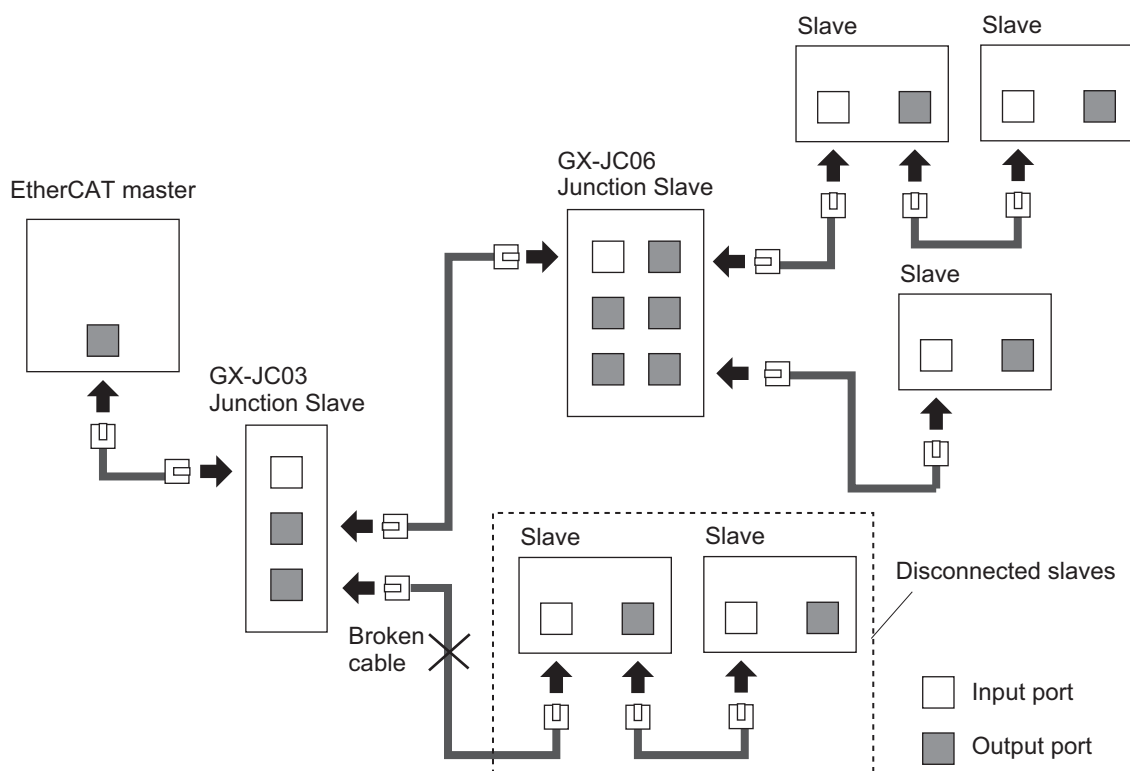 Slave
Slave
GX-JC06
Junction Slave
EtherCAT master
Slave
GX-JC03
Junction Slave
Slave
Slave
Disconnected slaves
Broken
cable
Input port
Output port